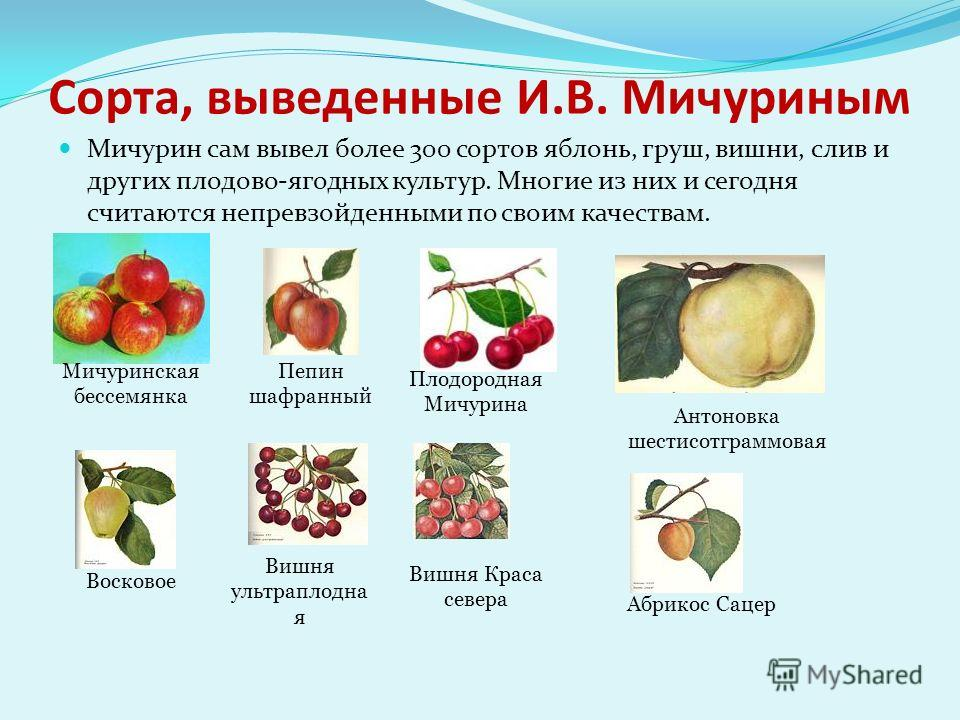 Сорта, выведенные И.В. Мичуриным
Мичурин сам вывел более 300 сортов яблонь, груш, вишни, слив и
других плодово-ягодных культур. Многие из них и сегодня
считаются непревзойденными по своим качествам.
Мичуринская
бессемянка
Пепин
шафранный
Плодородная
Мичурина
Антоновка
шестисотграммовая
Восковое
Вишня
ультраплодна
я
Вишня Краса
севера
Абрикос Сацер
MyShared